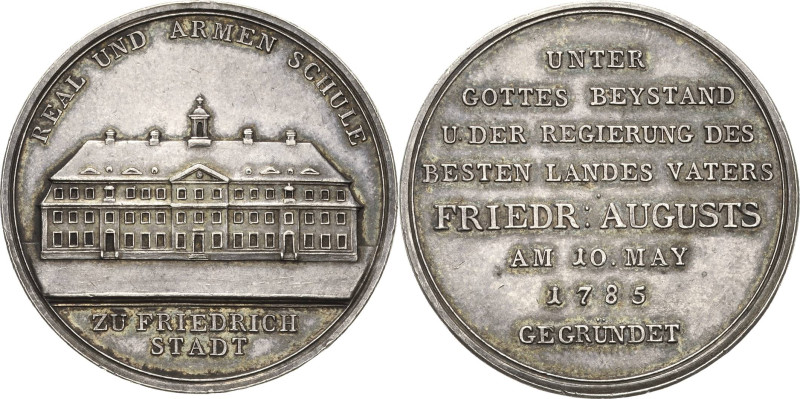 REAL UND ARMEN SCHULE
ZU FRIEDRICH
STADT
UNTER
GOTTES BEYSTAND
U. DER REGIERUNG DES
BESTEN LANDES VATERS
FRIEDR: AUGUSTS
AM 10. MAY
1785
GEGRÜNDET